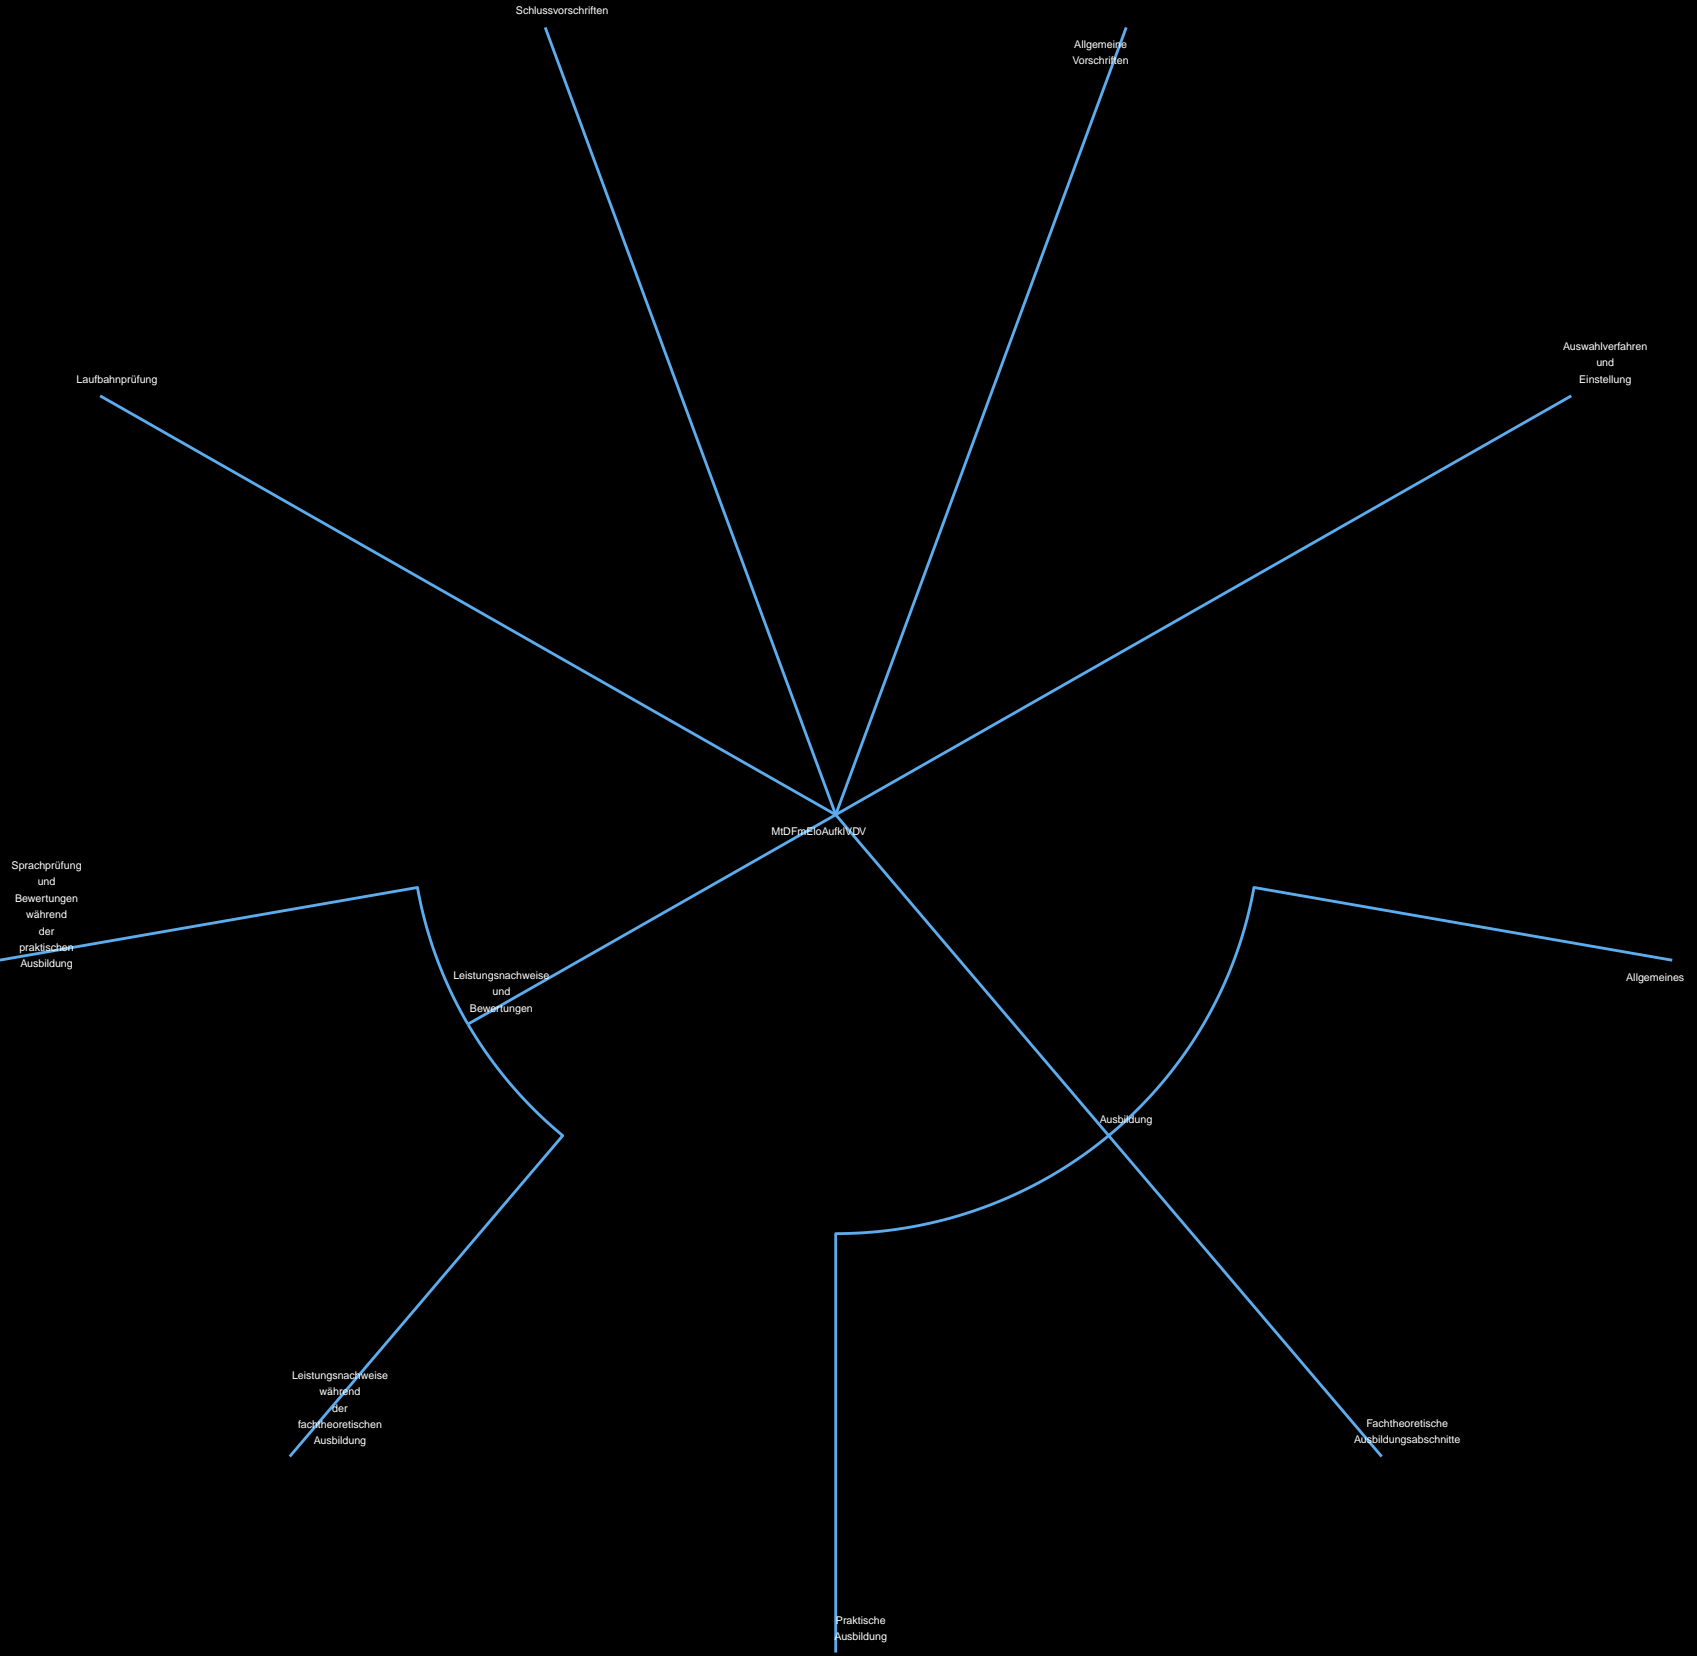 Schlussvorschriften
Allgemeine
Vorschriften
Auswahlverfahren
und
Einstellung
Laufbahnprüfung
MtDFmEloAufklVDV
Sprachprüfung
und
Bewertungen
während
der
praktischen
Ausbildung
Leistungsnachweise
und
Bewertungen
Allgemeines
Ausbildung
Leistungsnachweise
während
der
fachtheoretischen
Ausbildung
Fachtheoretische
Ausbildungsabschnitte
Praktische
Ausbildung